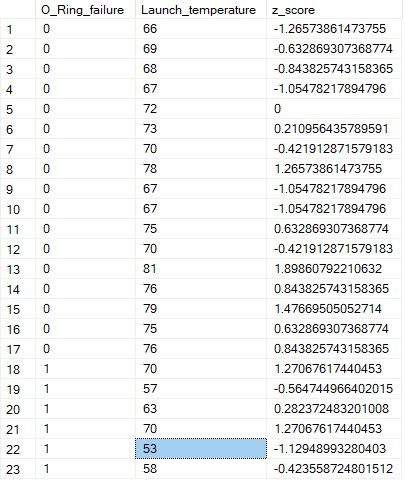 O_Ring_failure Launch_temperature z_score
1 0 66 -1.26573861473755
2 0 69 -0.632869307368774
3 0 68 -0.843825743158365
4 0 67 -1.05478217894796
5 0 72 0
6 0 73 0.210956435789591
7 0 70 -0.421912871579183
8 0 78 1.26573861473755
9 0 67 -1.05478217894796
10 0 67 -1.05478217894796
11 0 75 0.632869307368774
12 0 70 -0.421912871579183
13 0 81 1.89860792210632
14 0 76 0.843825743158365
15 0 79 1.47669505052714
16 0 75 0.632869307368774
17 0 76 0.843825743158365
18 1 70 1.27067617440453
19 1 57 -0.564744966402015
20 1 63 0.282372483201008
21 1 70 1.27067617440453
22 1 53 -1.12948993280403
23 1 58 -0.423558724801512